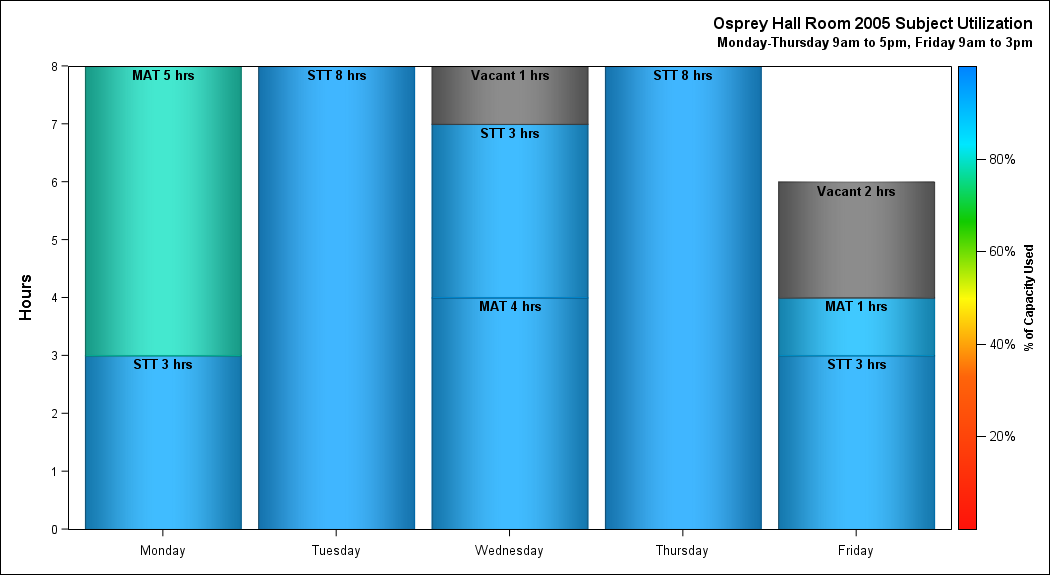 Osprey Hall Room 2005 Subject Utilization
Monday-Thursday 9am to 5pm, Friday 9am to 3pm
Hours
8
7
6
5
4
3
2
1
0
MAT 5 hrs
STT 3 hrs
STT 8 hrs
Vacant 1 hrs
STT 3 hrs
MAT 4 hrs
STT 8 hrs
Vacant 2 hrs
MAT 1 hrs
STT 3 hrs
Monday
Tuesday
Wednesday
Thursday
Friday
80%
60%
40%
20%
% of Capacity Used